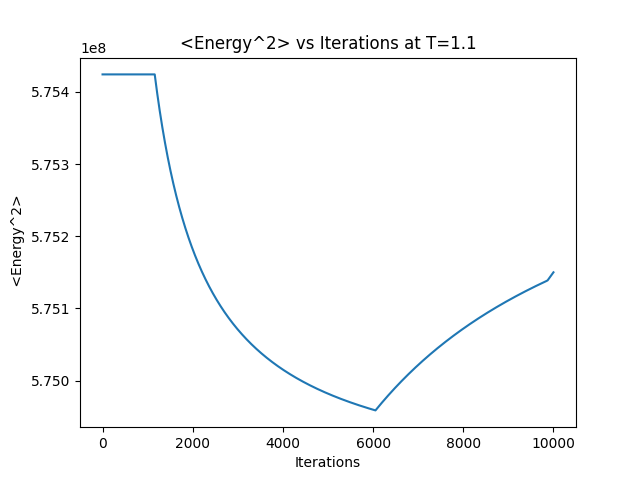 <Energy^2> vs Iterations at T=1.1
1e8
5.754
5.753
5.752
5.751
5.750
<Energy^2>
0 2000 4000 6000 8000 10000
Iterations